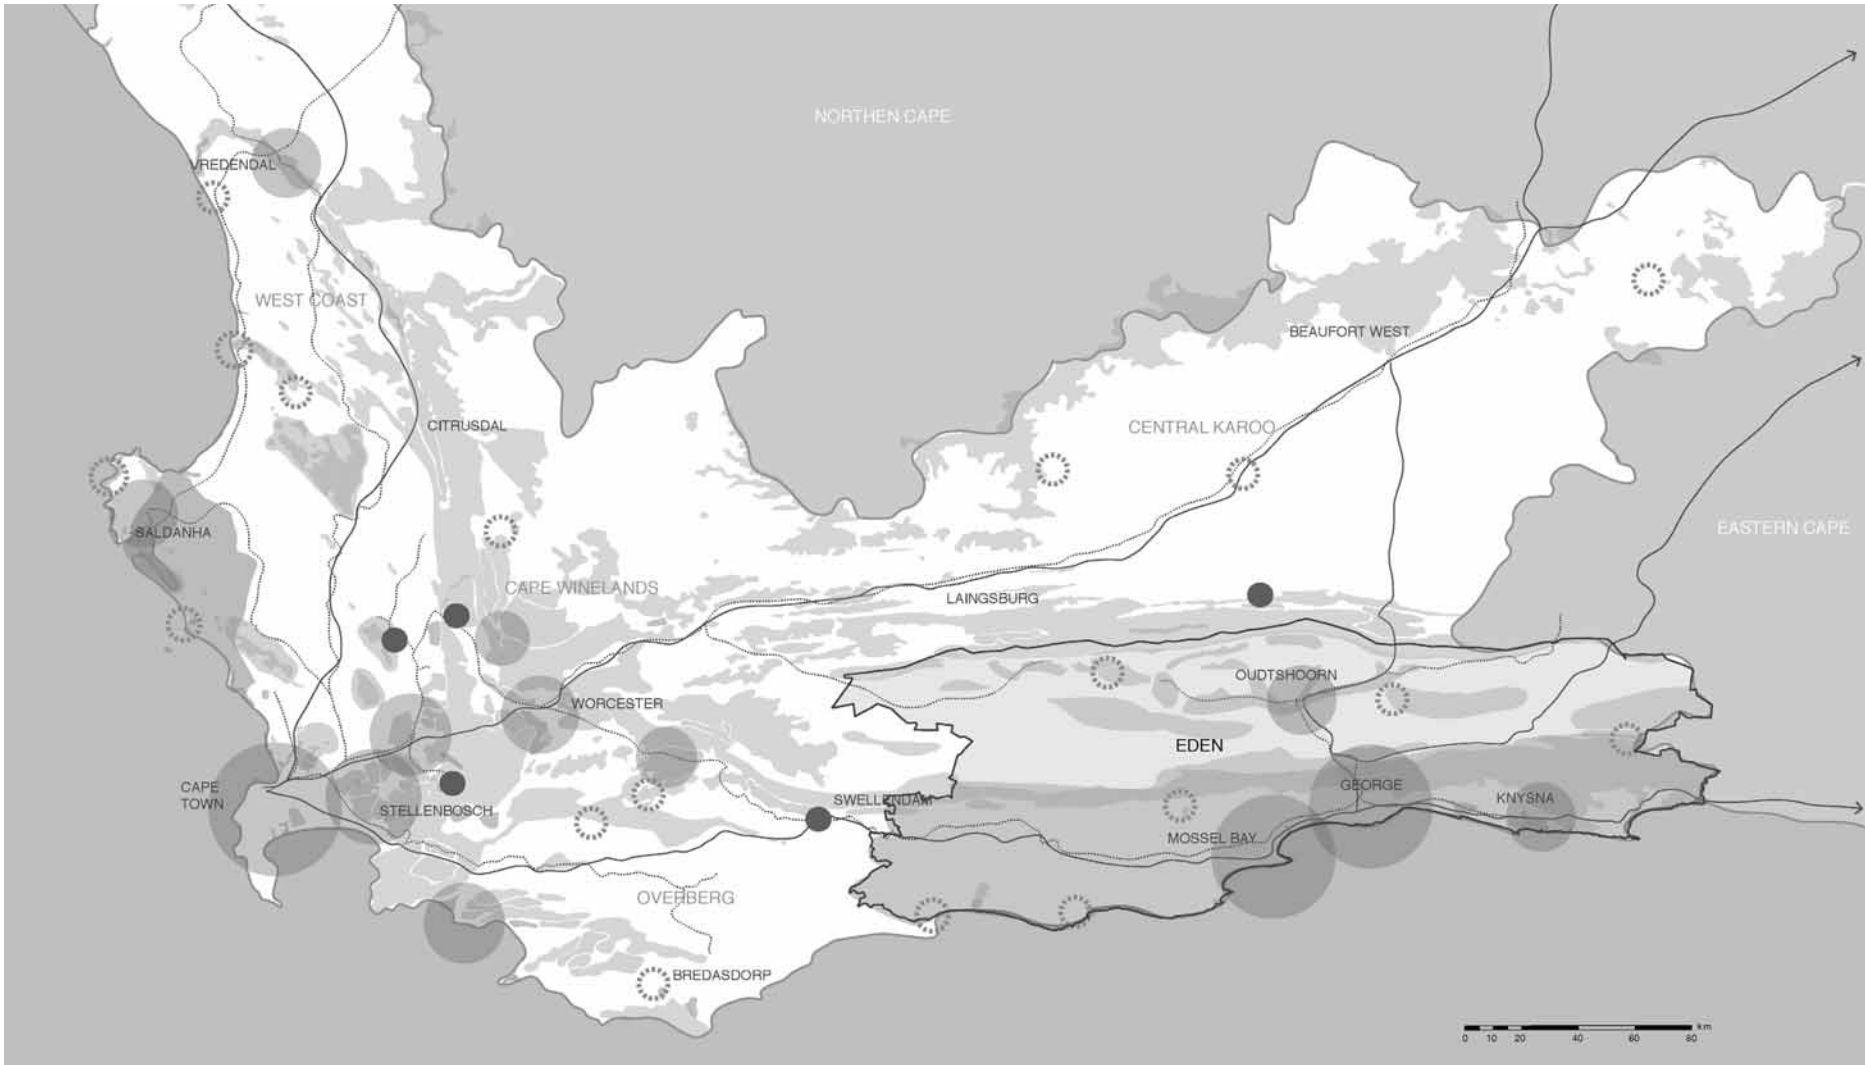 NORTHEN CAPE
VREDENDAL
WEST COAST
BEAUFORT WEST
CITRUSDAL
CENTRAL KAROO
SALDANHA
EASTERN CAPE
CAPE WINELANDS
LAINGSBURG
OUDTSHOORN
WORCESTER
EDEN
CAPE
TOWN
GEORGE
KNYSNA
SWELLENDAM
STELLENBOSCH
MOSSEL BAY
OVERBERG
BREDASDORP
km
0 10 20 40 60 80